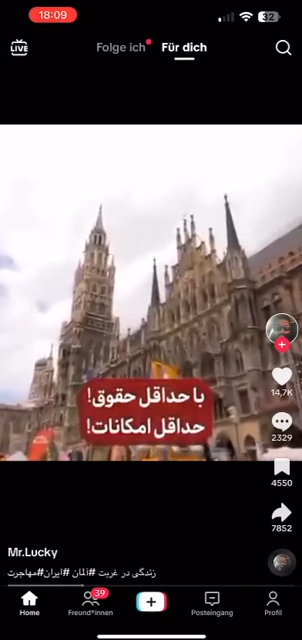 18:09
32
LIVE
Folge ich
Für dich
با حداقل حقوق!
حداقل امکانات!
14,7K
2329
4550
7852
Mr.Lucky
زندگی در غربت #آلمان #ایران#مهاجرت
39
Home
Freund*innen
Posteingang
Profil